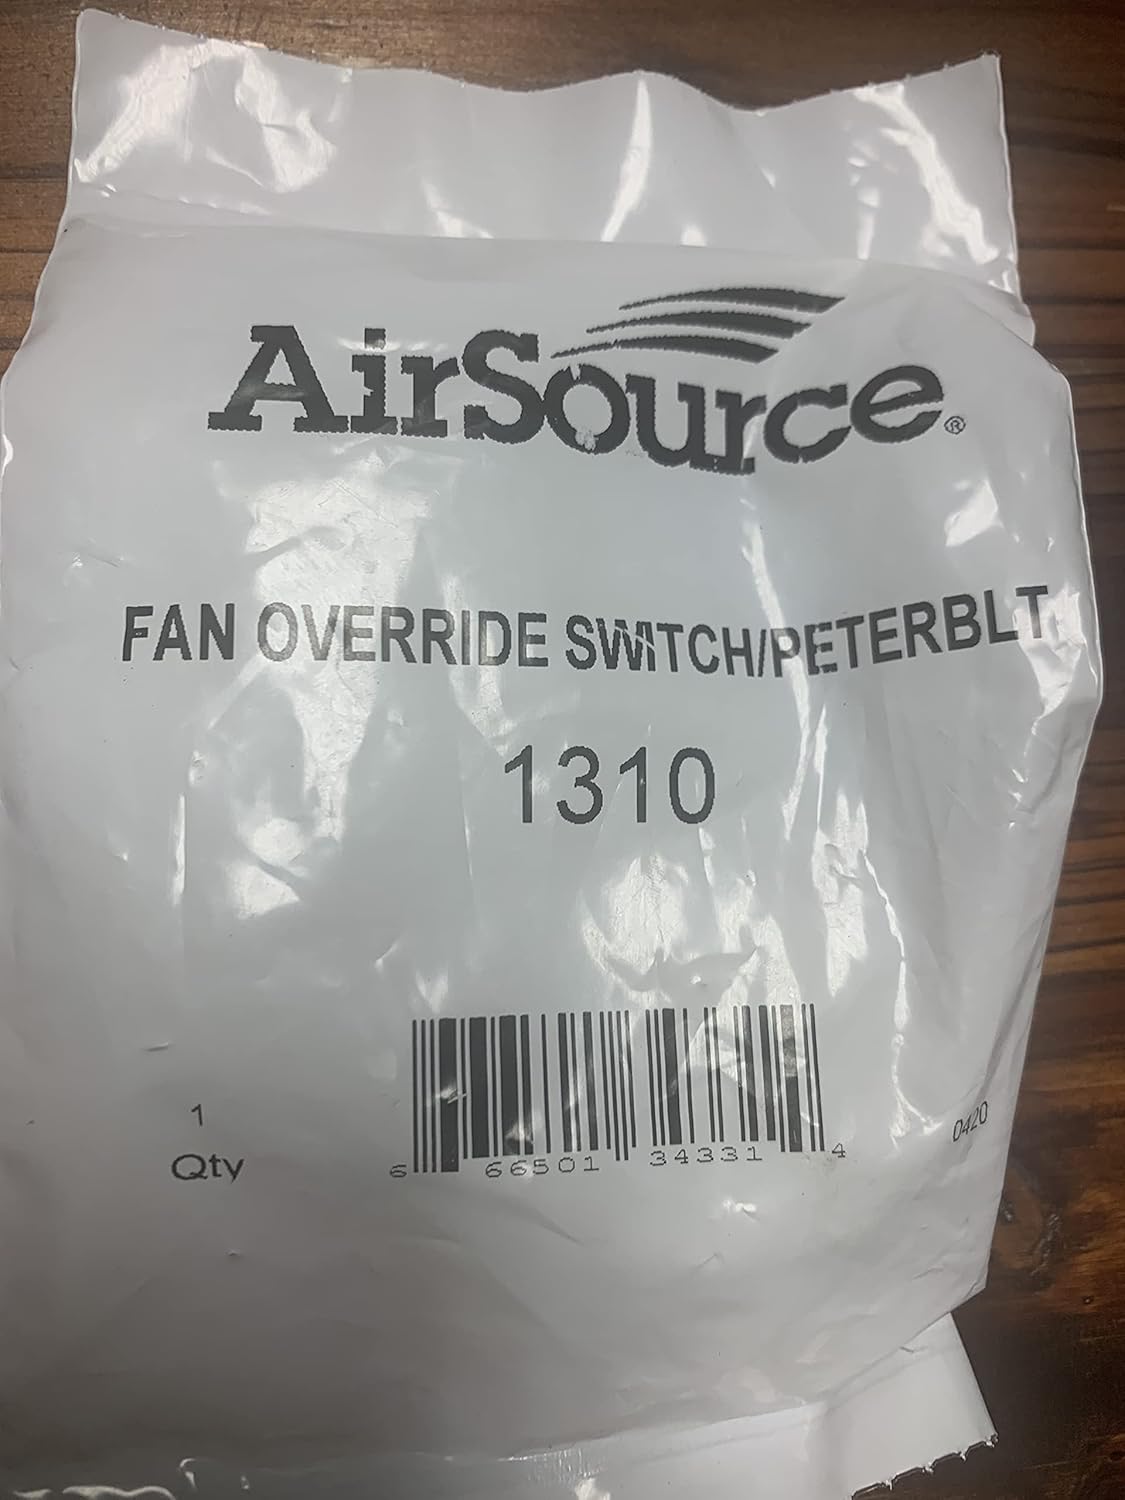 AirSource®
FAN OVERRIDE SWITCH/PETERBLT
1310
1
Qty
6 66501 34331 4
0420